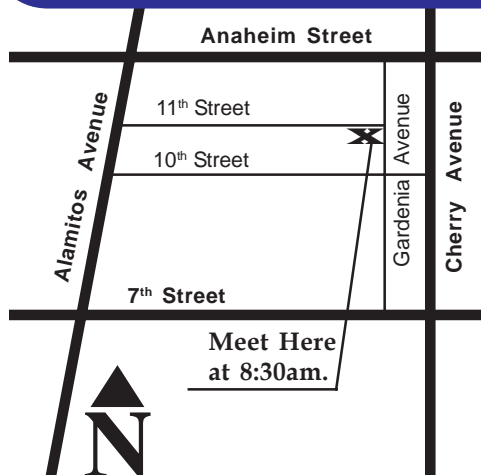 Anaheim Street
11th Street
10th Street
Alamitos Avenue
Gardenia Avenue
Cherry Avenue
7th Street
Meet Here
at 8:30am.
N